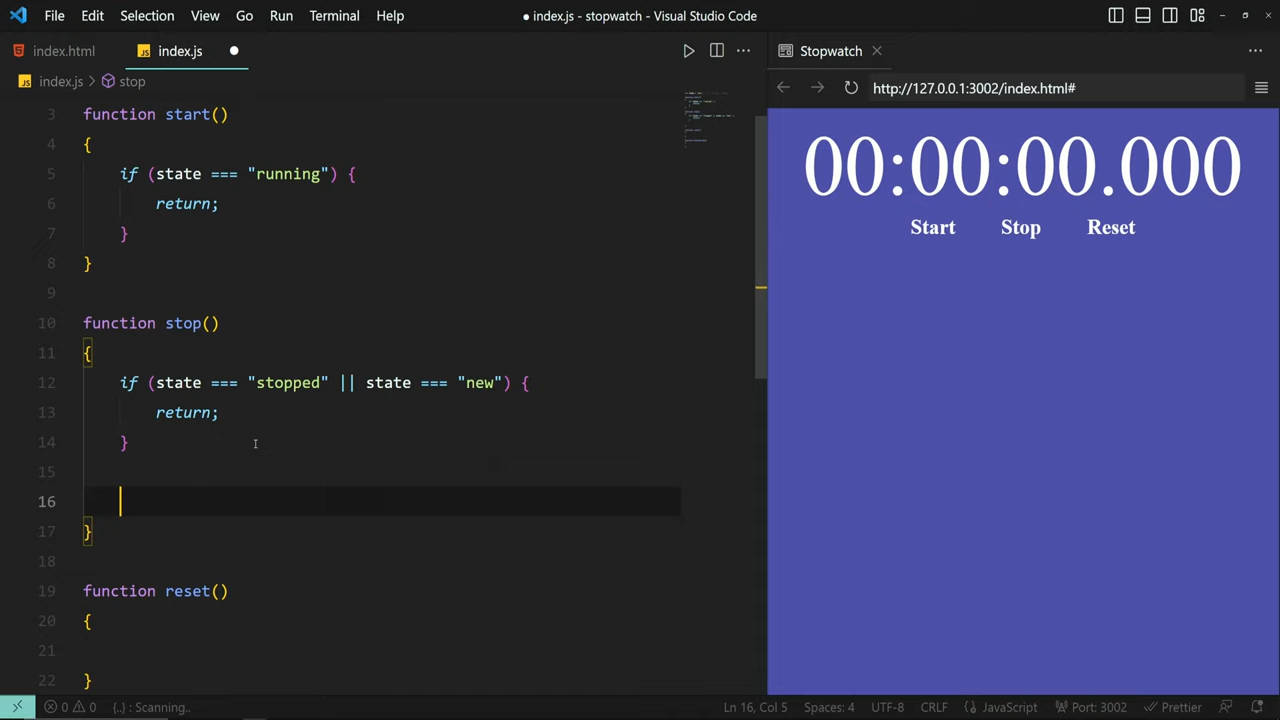 File Edit Selection View Go Run Terminal Help
● index.js - stopwatch - Visual Studio Code
index.html
JS index.js ●
Stopwatch
JS index.js > stop
http://127.0.0.1:3002/index.html#
3 function start()
4 {
5 if (state === "running") {
6 return;
7 }
8 }
9
10 function stop()
11 {
12 if (state === "stopped" || state === "new") {
13 return;
14 }
15
16
17 }
18
19 function reset()
20 {
21
22 }
00:00:00.000
Start Stop Reset
0 0 {..} : Scanning.. Ln 16, Col 5 Spaces: 4 UTF-8 CRLF {} JavaScript Port: 3002 Prettier